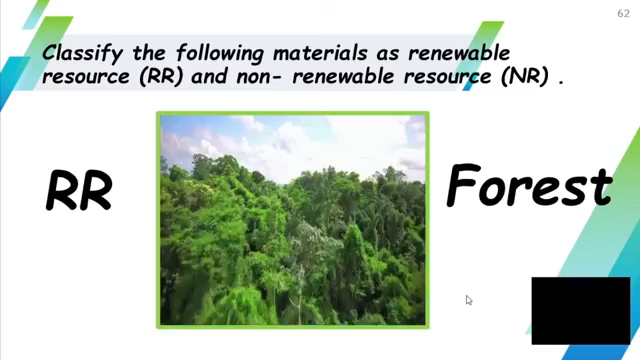 62
Classify the following materials as renewable
resource (RR) and non- renewable resource (NR) .
RR
Forest